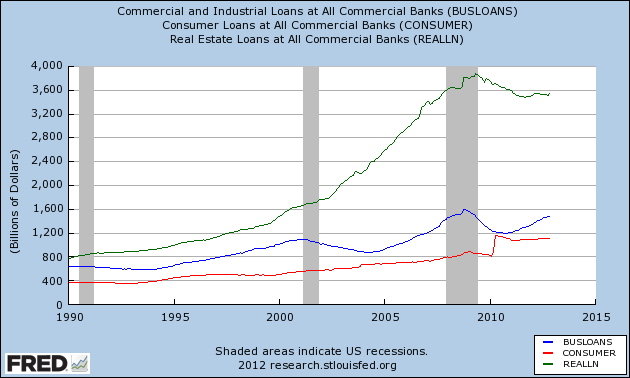 Commercial and Industrial Loans at All Commercial Banks (BUSLOANS)
Consumer Loans at All Commercial Banks (CONSUMER)
Real Estate Loans at All Commercial Banks (REALLN)
4,000
3,600
3,200
2,800
2,400
2,000
1,600
1,200
800
400
0
(Billions of Dollars)
1990 1995 2000 2005 2010 2015
Shaded areas indicate US recessions.
2012 research.stlouisfed.org
FRED
BUSLOANS
CONSUMER
REALLN